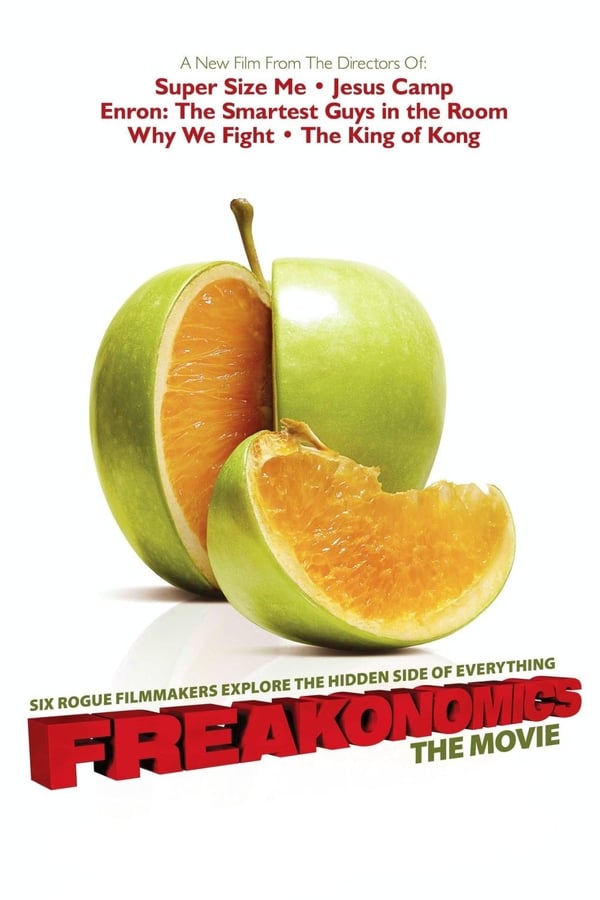 A New Film From The Directors Of:
Super Size Me • Jesus Camp
Enron: The Smartest Guys in the Room
Why We Fight • The King of Kong
SIX ROGUE FILMMAKERS EXPLORE THE HIDDEN SIDE OF EVERYTHING
FREAKONOMICS
THE MOVIE